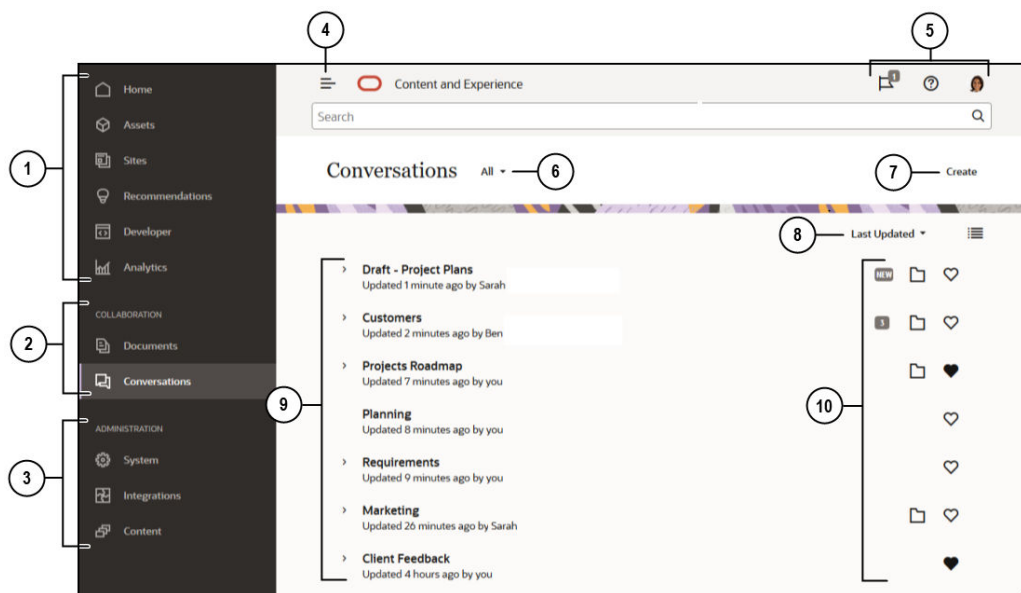 4
5
Home
Assets
Sites
Recommendations
Developer
Analytics
1
COLLABORATION
Documents
Conversations
2
ADMINISTRATION
System
Integrations
Content
3
Content and Experience
1
Search
Conversations All
6
7
Create
8
Last Updated
9
Draft - Project Plans
Updated 1 minute ago by Sarah
NEW
Customers
Updated 2 minutes ago by Ben
3
Projects Roadmap
Updated 7 minutes ago by you
Planning
Updated 8 minutes ago by you
Requirements
Updated 9 minutes ago by you
Marketing
Updated 26 minutes ago by Sarah
Client Feedback
Updated 4 hours ago by you
10